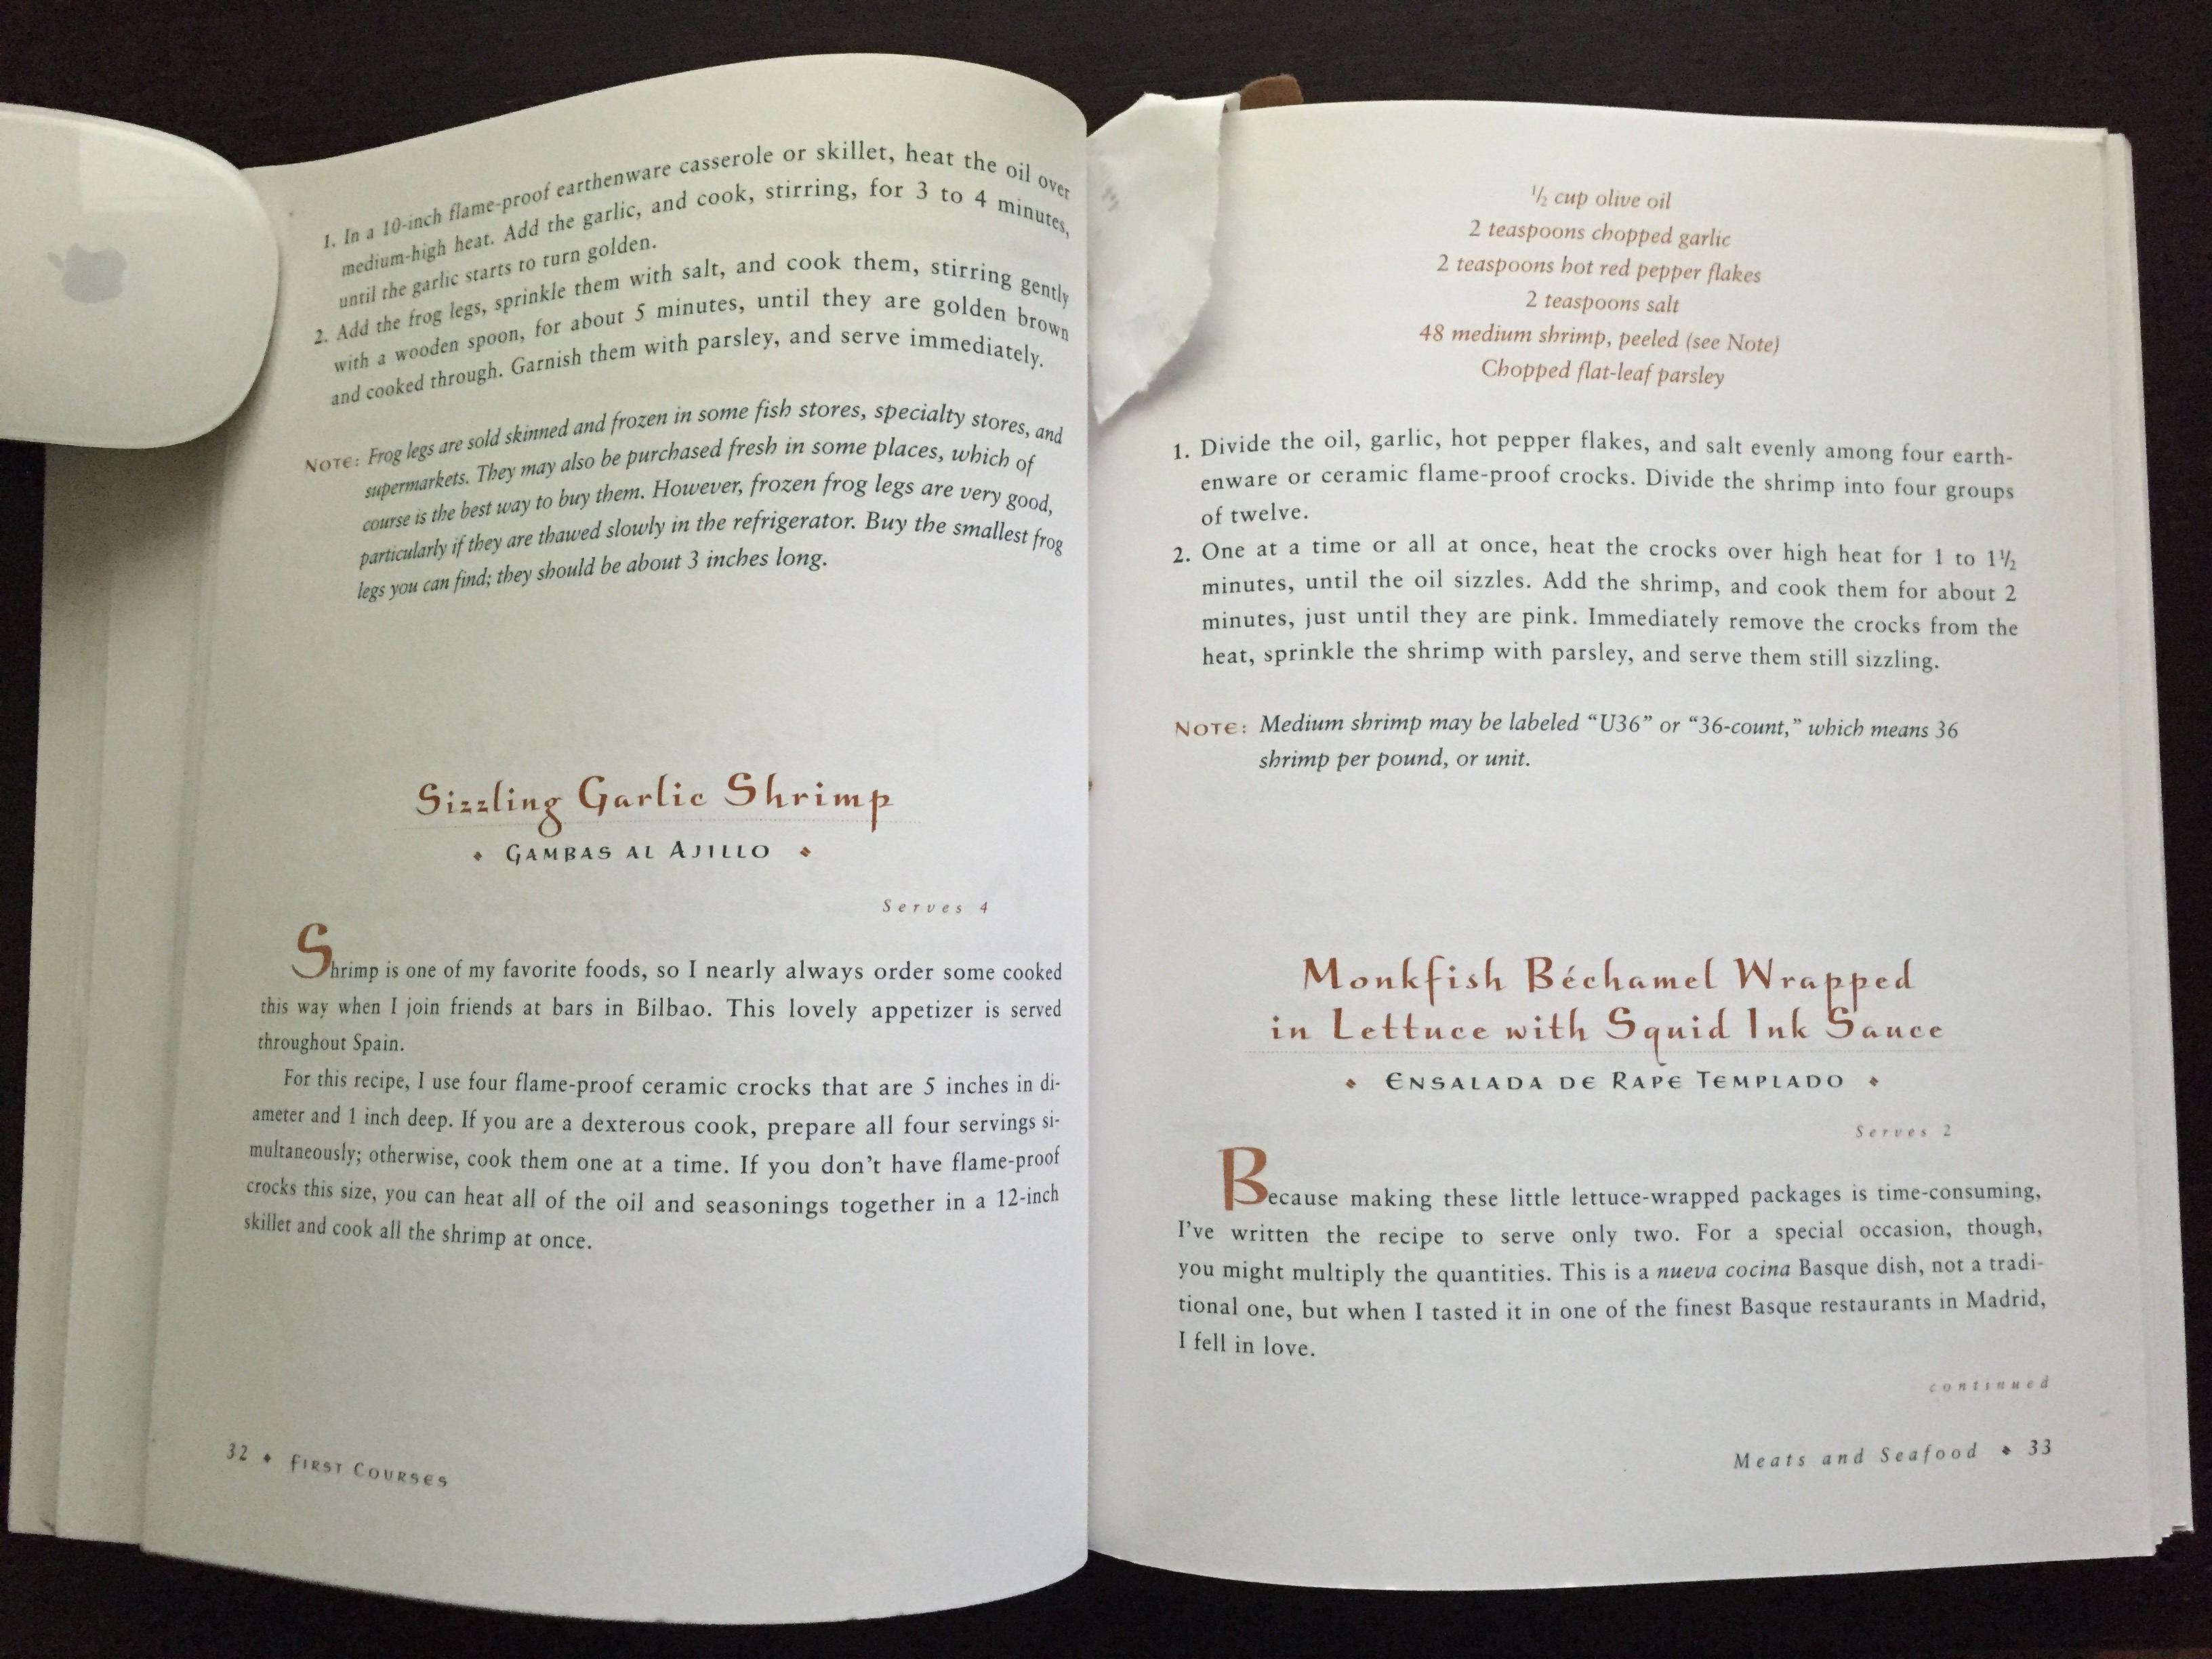 1. In a 10-inch flame-proof earthenware casserole or skillet, heat the oil over
medium-high heat. Add the garlic, and cook, stirring, for 3 to 4 minutes,
until the garlic starts to turn golden.
2. Add the frog legs, sprinkle them with salt, and cook them, stirring gently
with a wooden spoon, for about 5 minutes, until they are golden brown
and cooked through. Garnish them with parsley, and serve immediately.
NOTE: Frog legs are sold skinned and frozen in some fish stores, specialty stores, and
supermarkets. They may also be purchased fresh in some places, which of
course is the best way to buy them. However, frozen frog legs are very good,
particularly if they are thawed slowly in the refrigerator. Buy the smallest frog
legs you can find; they should be about 3 inches long.
Sizzling Garlic Shrimp
GAMBAS AL AJILLO
Serves 4
Shrimp is one of my favorite foods, so I nearly always order some cooked
this way when I join friends at bars in Bilbao. This lovely appetizer is served
throughout Spain.
For this recipe, I use four flame-proof ceramic crocks that are 5 inches in di-
ameter and 1 inch deep. If you are a dexterous cook, prepare all four servings si-
multaneously; otherwise, cook them one at a time. If you don't have flame-proof
crocks this size, you can heat all of the oil and seasonings together in a 12-inch
skillet and cook all the shrimp at once.
32 ◆ FIRST COURSES
½ cup olive oil
2 teaspoons chopped garlic
2 teaspoons hot red pepper flakes
2 teaspoons salt
48 medium shrimp, peeled (see Note)
Chopped flat-leaf parsley
1. Divide the oil, garlic, hot pepper flakes, and salt evenly among four earth-
enware or ceramic flame-proof crocks. Divide the shrimp into four groups
of twelve.
2. One at a time or all at once, heat the crocks over high heat for 1 to 1½
minutes, until the oil sizzles. Add the shrimp, and cook them for about 2
minutes, just until they are pink. Immediately remove the crocks from the
heat, sprinkle the shrimp with parsley, and serve them still sizzling.
NOTE: Medium shrimp may be labeled "U36" or "36-count," which means 36
shrimp per pound, or unit.
Monkfish Béchamel Wrapped
in Lettuce with Squid Ink Sauce
ENSALADA DE RAPE TEMPLADO
Serves 2
Because making these little lettuce-wrapped packages is time-consuming,
I've written the recipe to serve only two. For a special occasion, though,
you might multiply the quantities. This is a nueva cocina Basque dish, not a tradi-
tional one, but when I tasted it in one of the finest Basque restaurants in Madrid,
I fell in love.
continued
Meats and Seafood ◆ 33